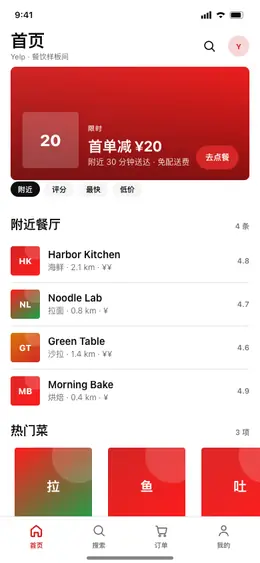 9:41
首页
Yelp · 餐饮样板间
Y
20
限时
首单减 ¥20
附近 30 分钟送达 · 免配送费
去点餐
附近
评分
最快
低价
附近餐厅
4 条
HK
Harbor Kitchen
海鲜 · 2.1 km · ¥¥
4.8
NL
Noodle Lab
拉面 · 0.8 km · ¥
4.7
GT
Green Table
沙拉 · 1.4 km · ¥¥
4.6
MB
Morning Bake
烘焙 · 0.4 km · ¥
4.9
热门菜
3 项
拉
鱼
吐
首页
搜索
订单
我的